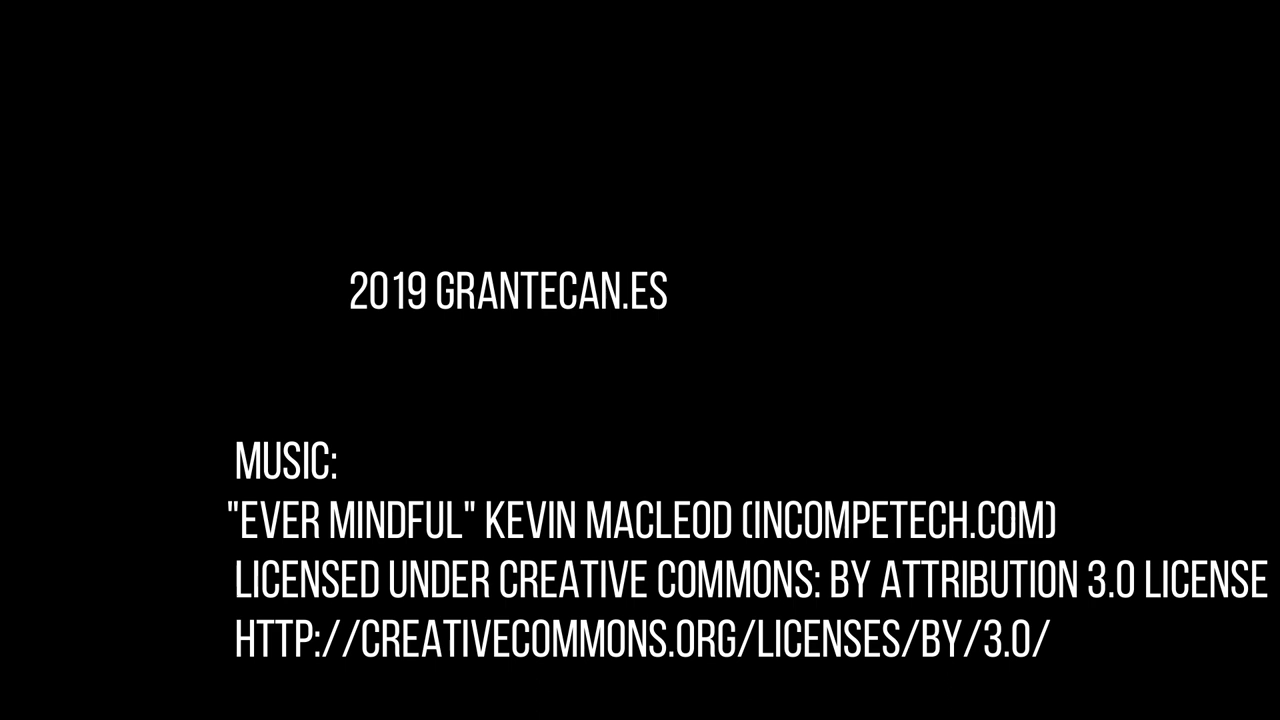 2019 GRANTECAN.ES
MUSIC:
"EVER MINDFUL" KEVIN MACLEOD (INCOMPETECH.COM)
LICENSED UNDER CREATIVE COMMONS: BY ATTRIBUTION 3.0 LICENSE
HTTP://CREATIVECOMMONS.ORG/LICENSES/BY/3.0/